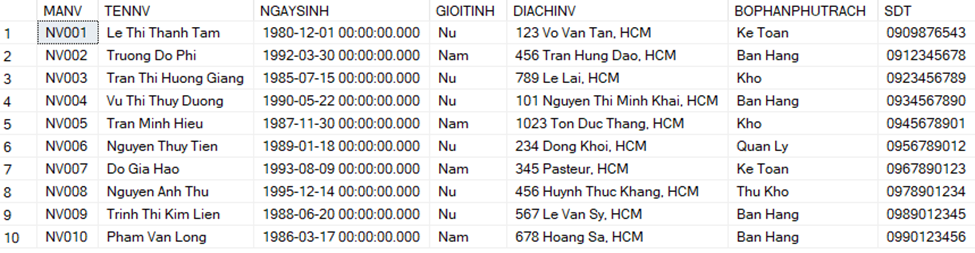 MANV TENNV NGAYSINH GIOITINH DIACHINV BOPHANPHUTRACH SDT
1 NV001 Le Thi Thanh Tam 1980-12-01 00:00:00.000 Nu 123 Vo Van Tan, HCM Ke Toan 0909876543
2 NV002 Truong Do Phi 1992-03-30 00:00:00.000 Nam 456 Tran Hung Dao, HCM Ban Hang 0912345678
3 NV003 Tran Thi Huong Giang 1985-07-15 00:00:00.000 Nu 789 Le Lai, HCM Kho 0923456789
4 NV004 Vu Thi Thuy Duong 1990-05-22 00:00:00.000 Nu 101 Nguyen Thi Minh Khai, HCM Ban Hang 0934567890
5 NV005 Tran Minh Hieu 1987-11-30 00:00:00.000 Nam 1023 Ton Duc Thang, HCM Kho 0945678901
6 NV006 Nguyen Thuy Tien 1989-01-18 00:00:00.000 Nu 234 Dong Khoi, HCM Quan Ly 0956789012
7 NV007 Do Gia Hao 1993-08-09 00:00:00.000 Nam 345 Pasteur, HCM Ke Toan 0967890123
8 NV008 Nguyen Anh Thu 1995-12-14 00:00:00.000 Nu 456 Huynh Thuc Khang, HCM Thu Kho 0978901234
9 NV009 Trinh Thi Kim Lien 1988-06-20 00:00:00.000 Nu 567 Le Van Sy, HCM Ban Hang 0989012345
10 NV010 Pham Van Long 1986-03-17 00:00:00.000 Nam 678 Hoang Sa, HCM Ban Hang 0990123456